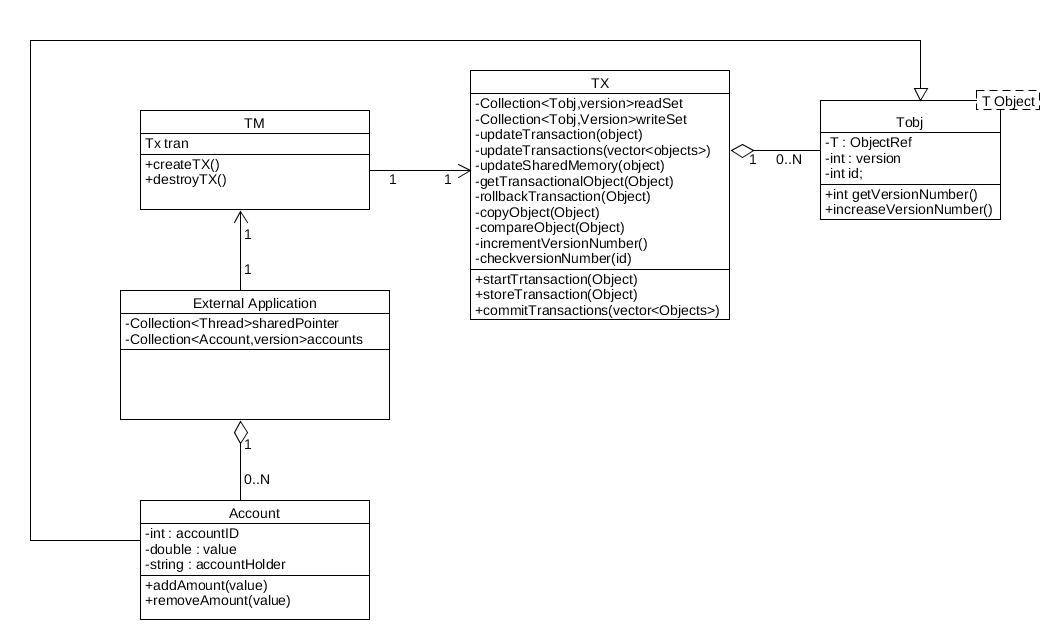 TM
Tx tran
+createTX()
+destroyTX()
1
1
TX
-Collection<Tobj,version>readSet
-Collection<Tobj,Version>writeSet
-updateTransaction(object)
-updateTransactions(vector<objects>)
-updateSharedMemory(object)
-getTransactionalObject(Object)
-rollbackTransaction(Object)
-copyObject(Object)
-compareObject(Object)
-incrementVersionNumber()
-checkversionNumber(id)
+startTrtansaction(Object)
+storeTransaction(Object)
+commitTransactions(vector<Objects>)
1
0..N
T Object
Tobj
-T : ObjectRef
-int : version
-int id;
+int getVersionNumber()
+increaseVersionNumber()
1
1
External Application
-Collection<Thread>sharedPointer
-Collection<Account,version>accounts
1
0..N
Account
-int : accountID
-double : value
-string : accountHolder
+addAmount(value)
+removeAmount(value)